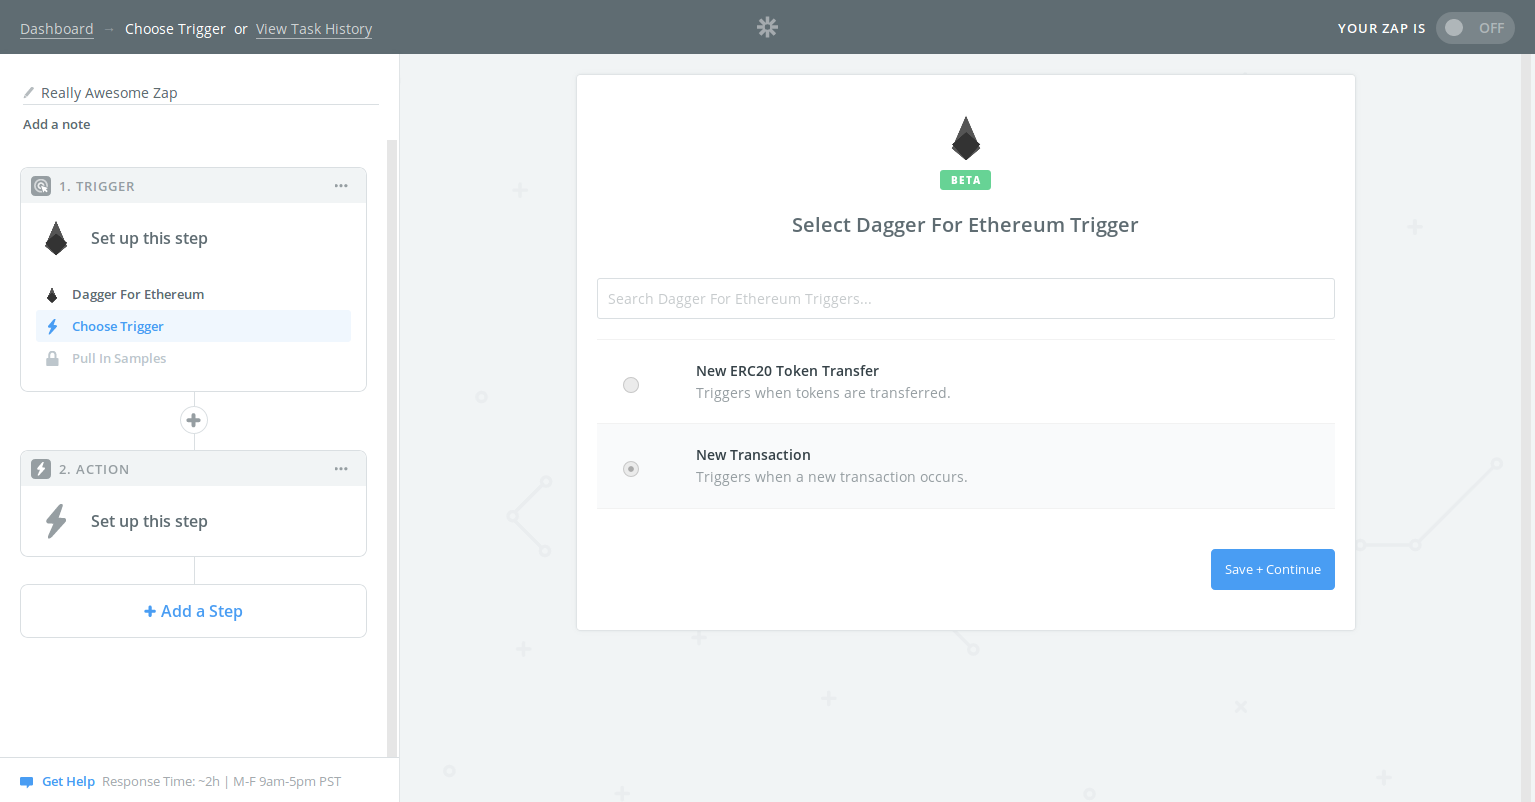 Dashboard → Choose Trigger or View Task History
YOUR ZAP IS OFF
Really Awesome Zap
Add a note
1. TRIGGER
Set up this step
Dagger For Ethereum
Choose Trigger
Pull In Samples
2. ACTION
Set up this step
Add a Step
Get Help Response Time: ~2h | M-F 9am-5pm PST
BETA
Select Dagger For Ethereum Trigger
Search Dagger For Ethereum Triggers...
New ERC20 Token Transfer
Triggers when tokens are transferred.
New Transaction
Triggers when a new transaction occurs.
Save + Continue